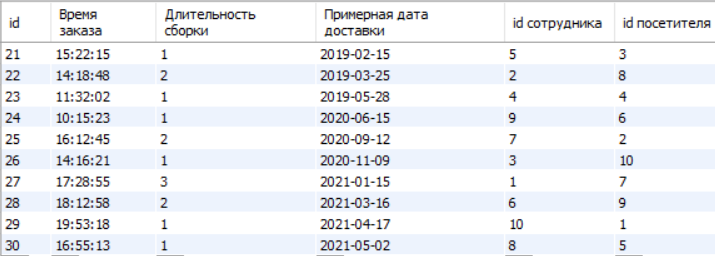 id Время заказа Длительность сборки Примерная дата доставки id сотрудника id посетителя
21 15:22:15 1 2019-02-15 5 3
22 14:18:48 2 2019-03-25 2 8
23 11:32:02 1 2019-05-28 4 4
24 10:15:23 1 2020-06-15 9 6
25 16:12:45 2 2020-09-12 7 2
26 14:16:21 1 2020-11-09 3 10
27 17:28:55 3 2021-01-15 1 7
28 18:12:58 2 2021-03-16 6 9
29 19:53:18 1 2021-04-17 10 1
30 16:55:13 1 2021-05-02 8 5